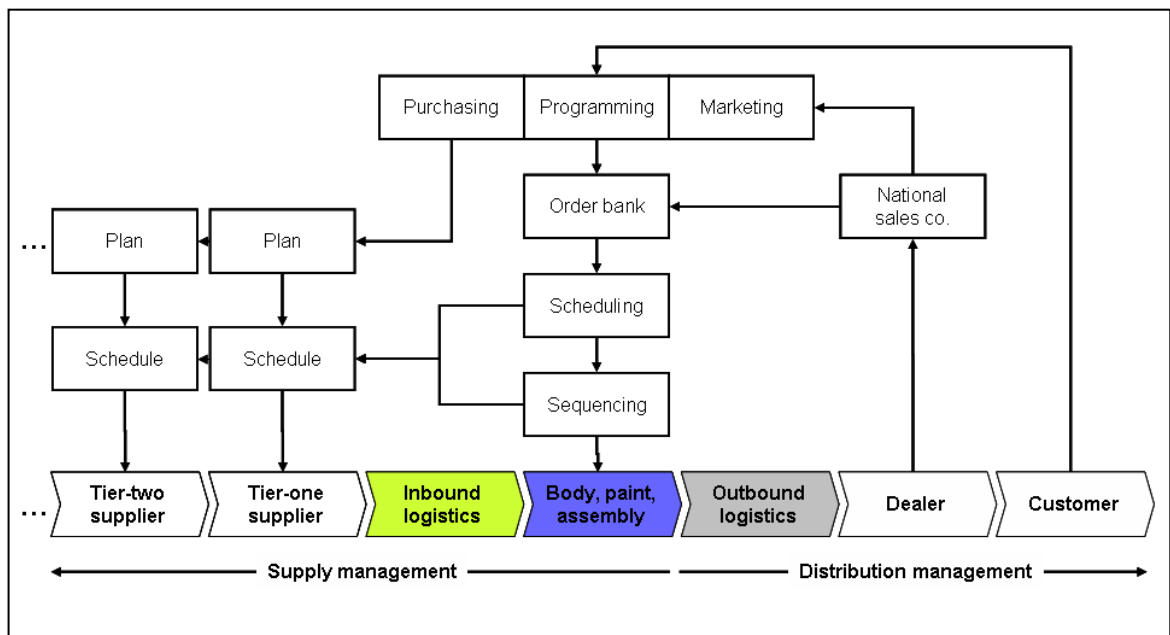 Purchasing
Programming
Marketing
Order bank
National
sales co.
...
Plan
Plan
Scheduling
Schedule
Schedule
Sequencing
...
Tier-two
supplier
Tier-one
supplier
Inbound
logistics
Body, paint,
assembly
Outbound
logistics
Dealer
Customer
Supply management
Distribution management